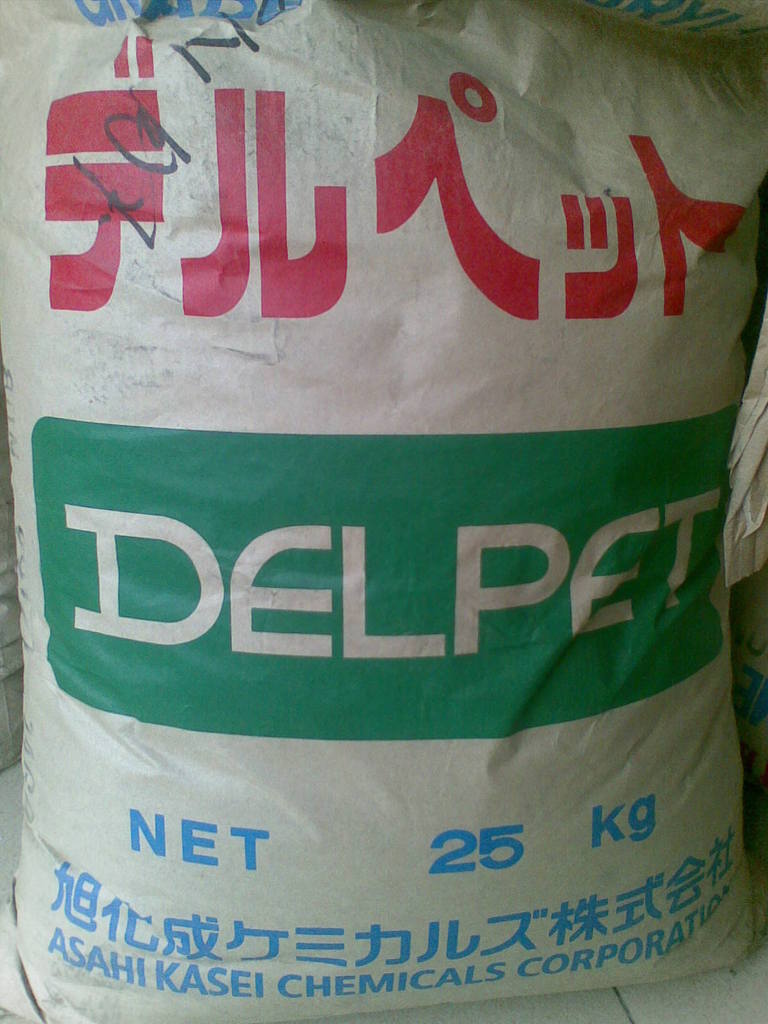 デルペット
DELPET
NET 25 kg
旭化成ケミカルズ株式会社
ASAHI KASEI CHEMICALS CORPORATION